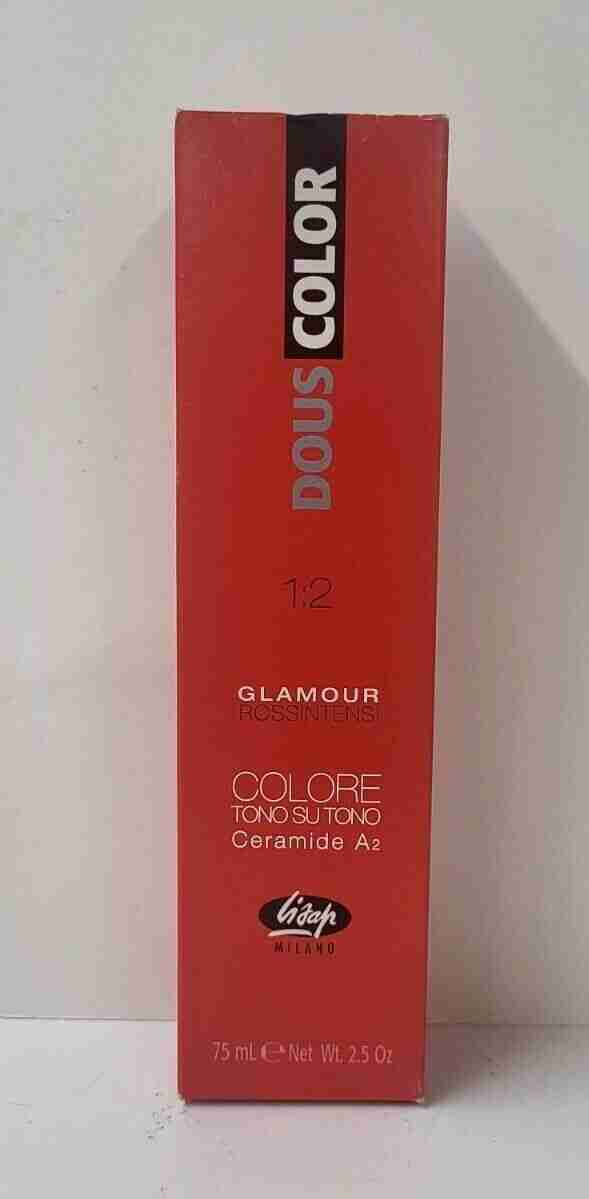 DOUS COLOR
1:2
GLAMOUR
ROSSINTENSI
COLORE
TONO SU TONO
Ceramide A2
Lisap
MILANO
75 mL ℮ Net Wt. 2.5 Oz